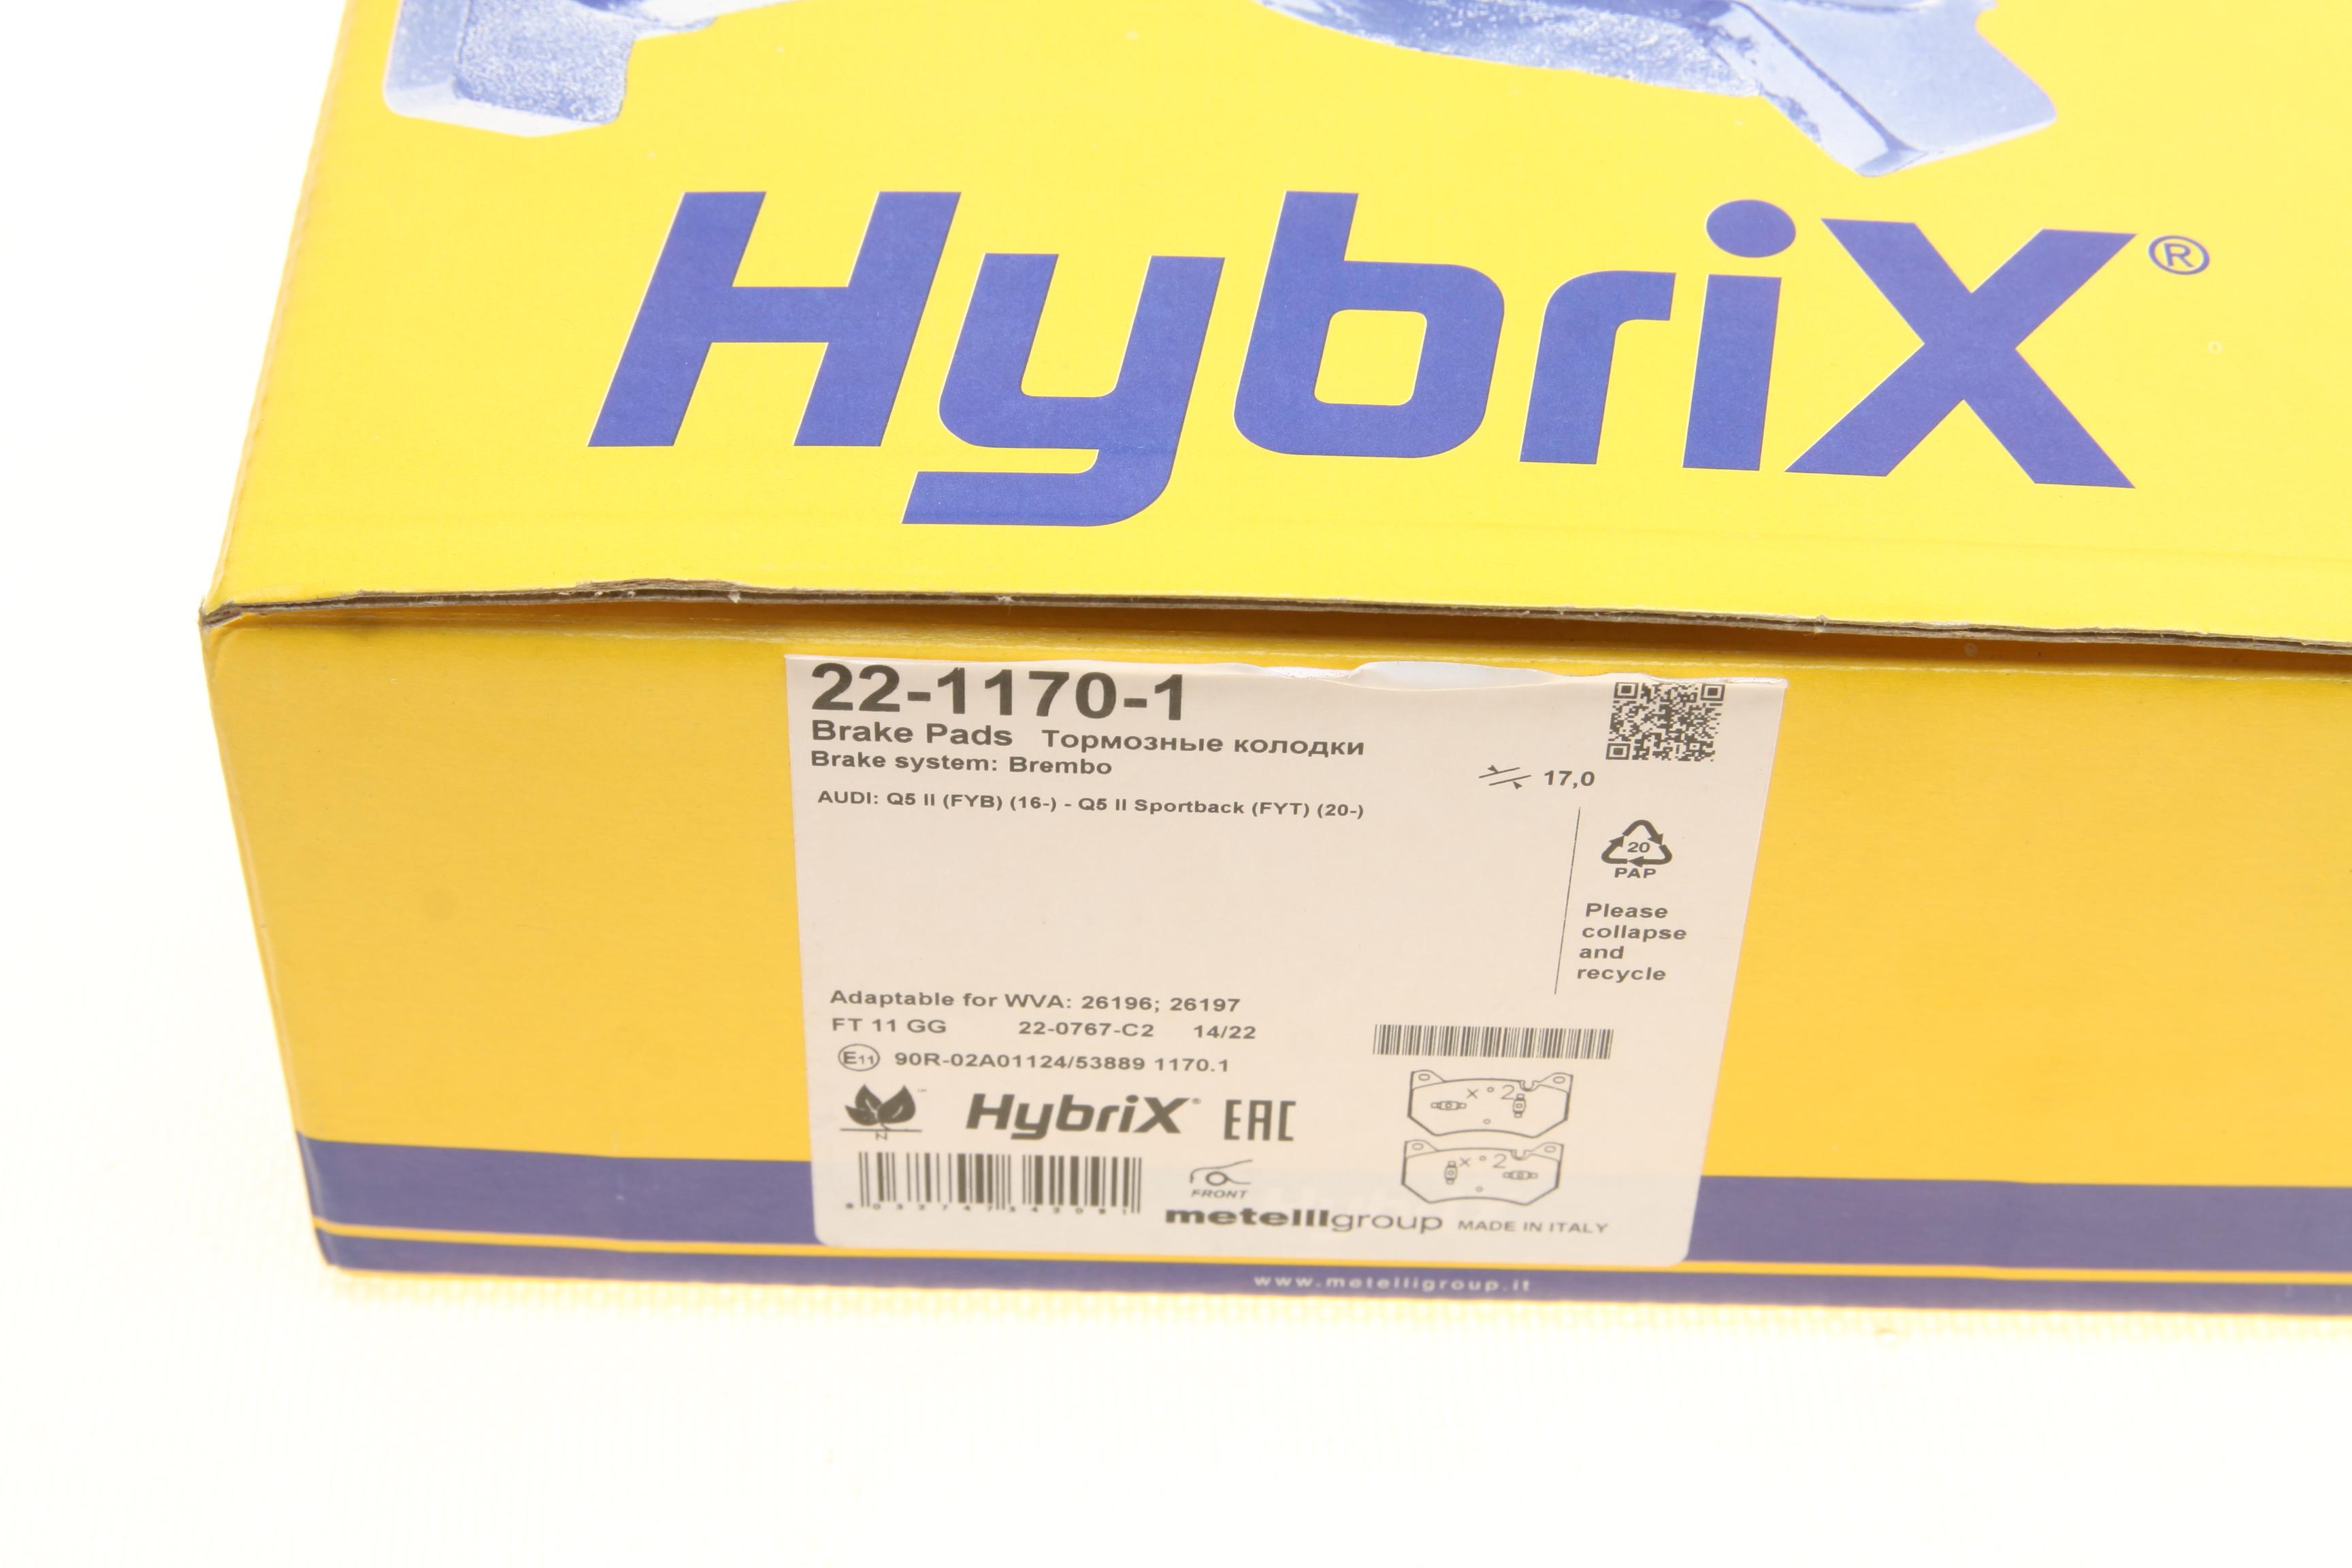 HybriX ®
22-1170-1
Brake Pads Тормозные колодки
Brake system: Brembo
17,0
AUDI: Q5 II (FYB) (16-) - Q5 II Sportback (FYT) (20-)
20
PAP
Please
collapse
and
recycle
Adaptable for WVA: 26196; 26197
FT 11 GG 22-0767-C2 14/22
E11 90R-02A01124/53889 1170.1
N HybriX EAC
x 2
x 2
FRONT
metelligroup MADE IN ITALY
www.metelligroup.it